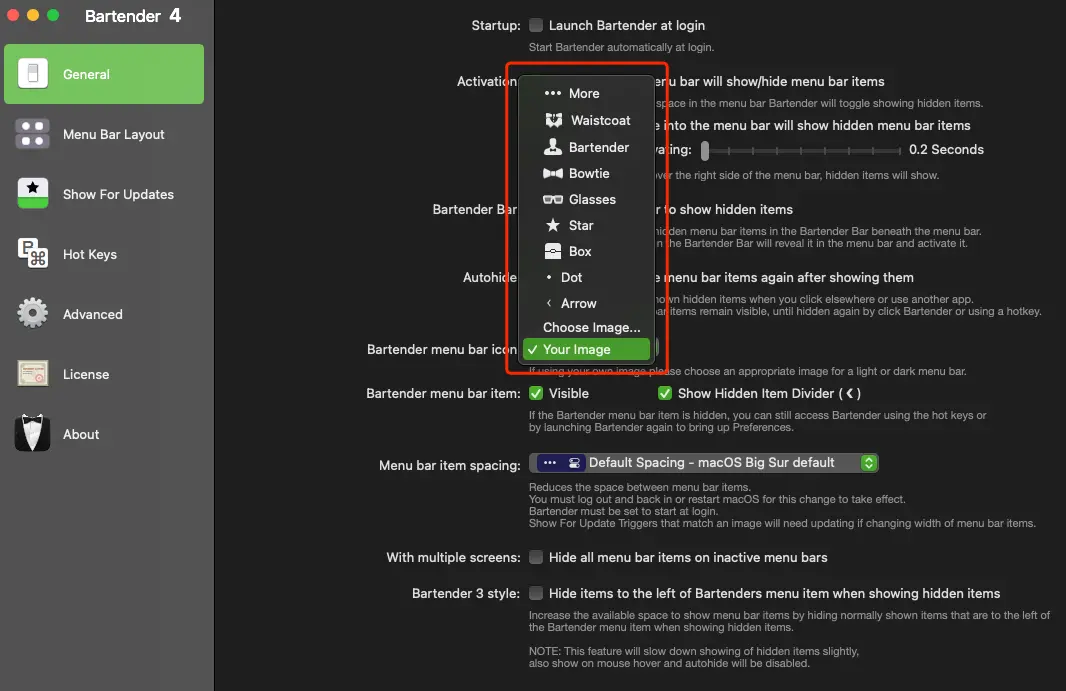 Bartender 4
General
Menu Bar Layout
Show For Updates
Hot Keys
Advanced
License
About
Startup: Launch Bartender at login
Start Bartender automatically at login.
Activation
nu bar will show/hide menu bar items
space in the menu bar Bartender will toggle showing hidden items.
e into the menu bar will show hidden menu bar items
ating: 0.2 Seconds
over the right side of the menu bar, hidden items will show.
Bartender Bar
r to show hidden items
hidden menu bar items in the Bartender Bar beneath the menu bar.
n the Bartender Bar will reveal it in the menu bar and activate it.
Autohide
e menu bar items again after showing them
own hidden items when you click elsewhere or use another app.
bar items remain visible, until hidden again by click Bartender or using a hotkey.
More
Waistcoat
Bartender
Bowtie
Glasses
Star
Box
Dot
Arrow
Choose Image...
Bartender menu bar icon ✓ Your Image
If using your own image please choose an appropriate image for a light or dark menu bar.
Bartender menu bar item: Visible Show Hidden Item Divider ( ❮ )
If the Bartender menu bar item is hidden, you can still access Bartender using the hot keys or
by launching Bartender again to bring up Preferences.
Menu bar item spacing: Default Spacing - macOS Big Sur default
Reduces the space between menu bar items.
You must log out and back in or restart macOS for this change to take effect.
Bartender must be set to start at login.
Show For Update Triggers that match an image will need updating if changing width of menu bar items.
With multiple screens: Hide all menu bar items on inactive menu bars
Bartender 3 style: Hide items to the left of Bartenders menu item when showing hidden items
Increase the available space to show menu bar items by hiding normally shown items that are to the left of
the Bartender menu item when showing hidden items.
NOTE: This feature will slow down showing of hidden items slightly,
also show on mouse hover and autohide will be disabled.